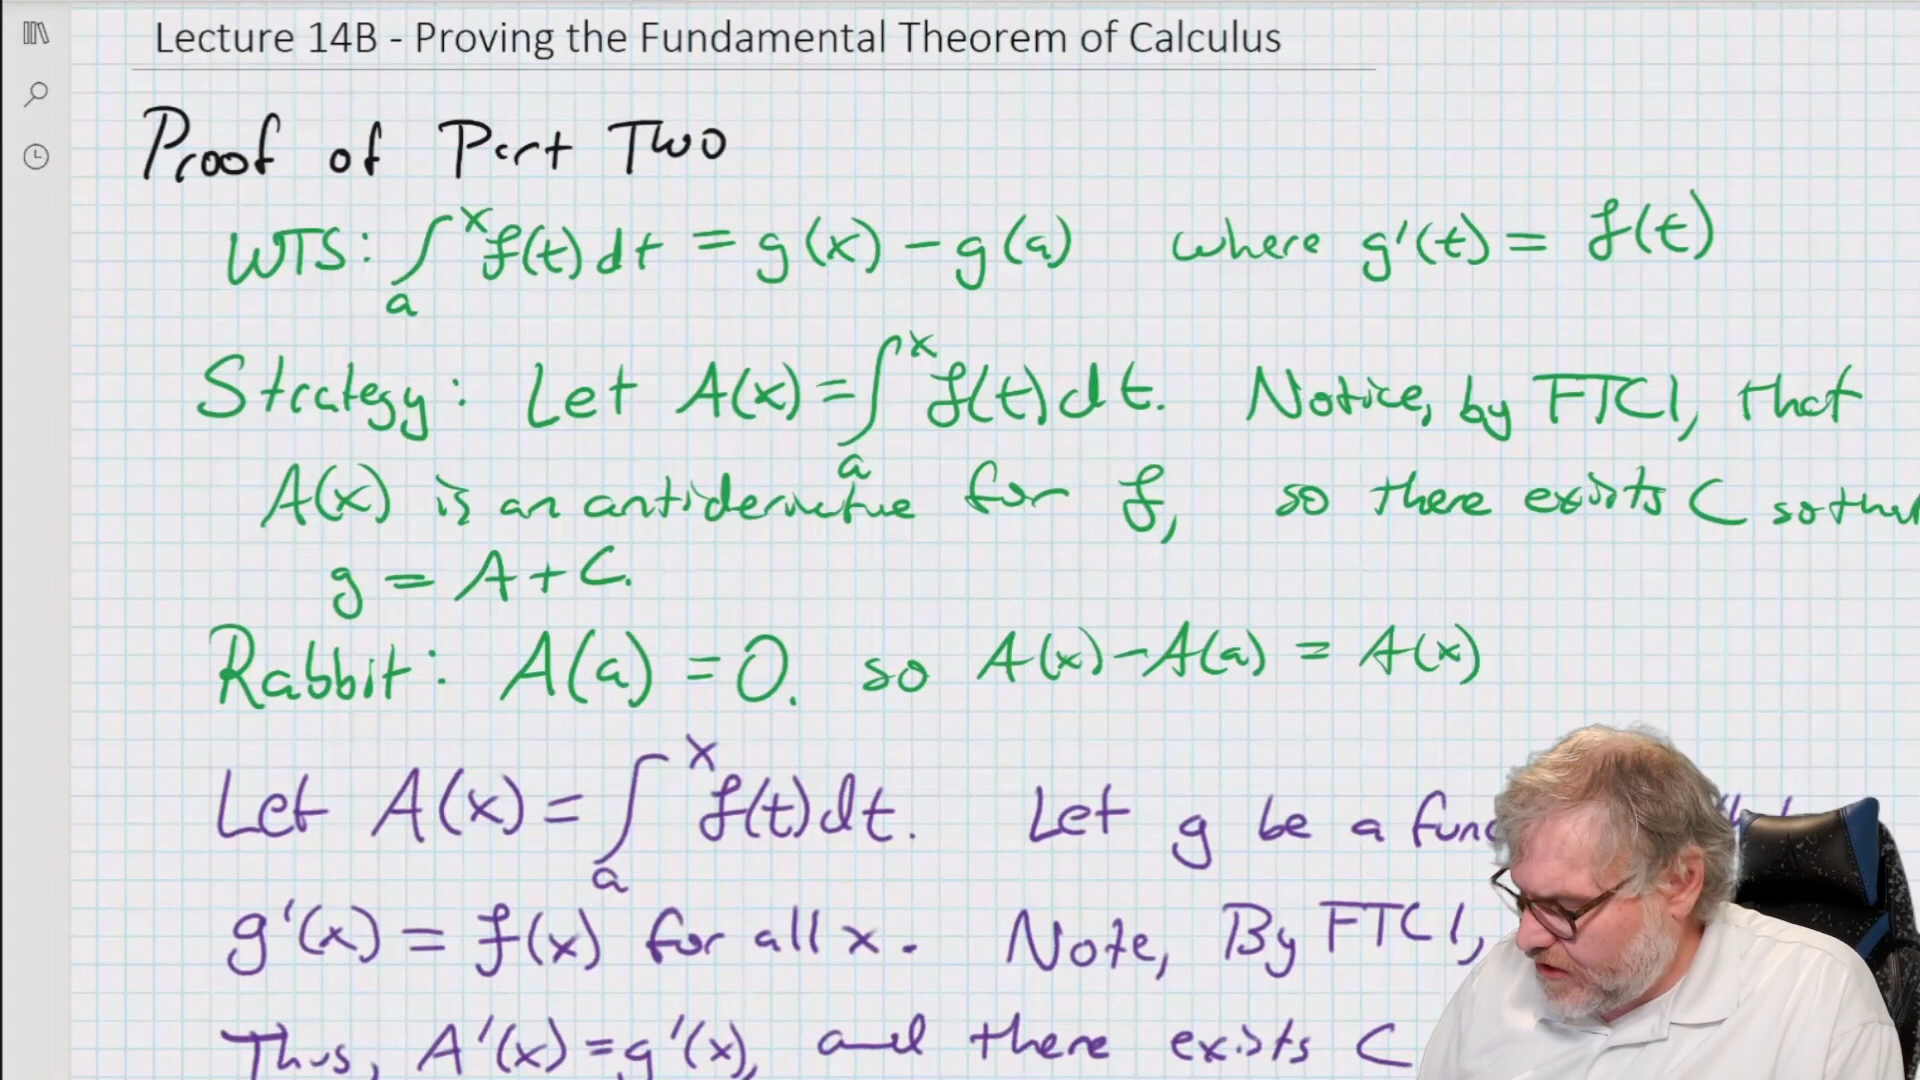 Lecture 14B - Proving the Fundamental Theorem of Calculus
Proof of Part Two
WTS: ∫ₐˣ f(t) dt = g(x) - g(a) where g'(t) = f(t)
Strategy: Let A(x) = ∫ₐˣ f(t) dt. Notice, by FTC1, that
A(x) is an antiderivative for f, so there exists C so that
g = A + C.
Rabbit: A(a) = 0. so A(x) - A(a) = A(x)
Let A(x) = ∫ₐˣ f(t) dt. Let g be a func
g'(x) = f(x) for all x. Note, By FTC1,
Thus, A'(x) = g'(x), and there exists C